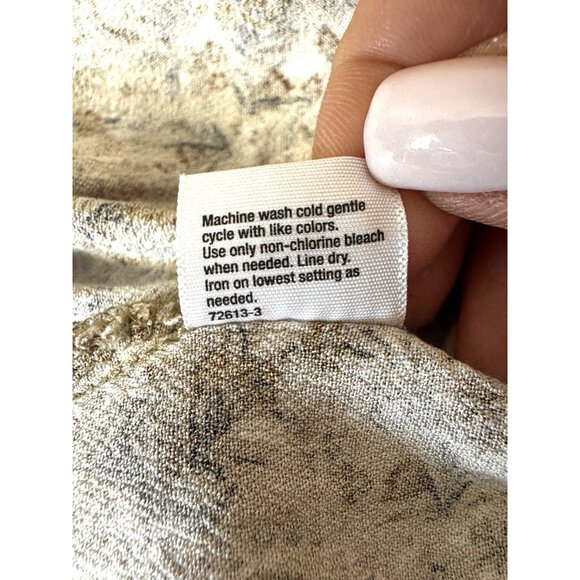 Machine wash cold gentle
cycle with like colors.
Use only non-chlorine bleach
when needed. Line dry.
Iron on lowest setting as
needed.
72613-3